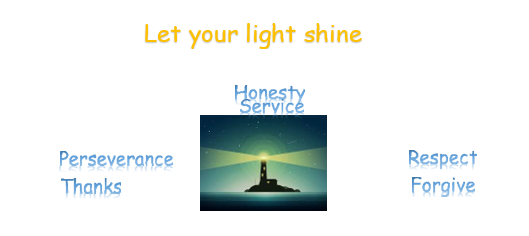 Let your light shine
Honesty
Service
Perseverance
Thanks
Respect
Forgive